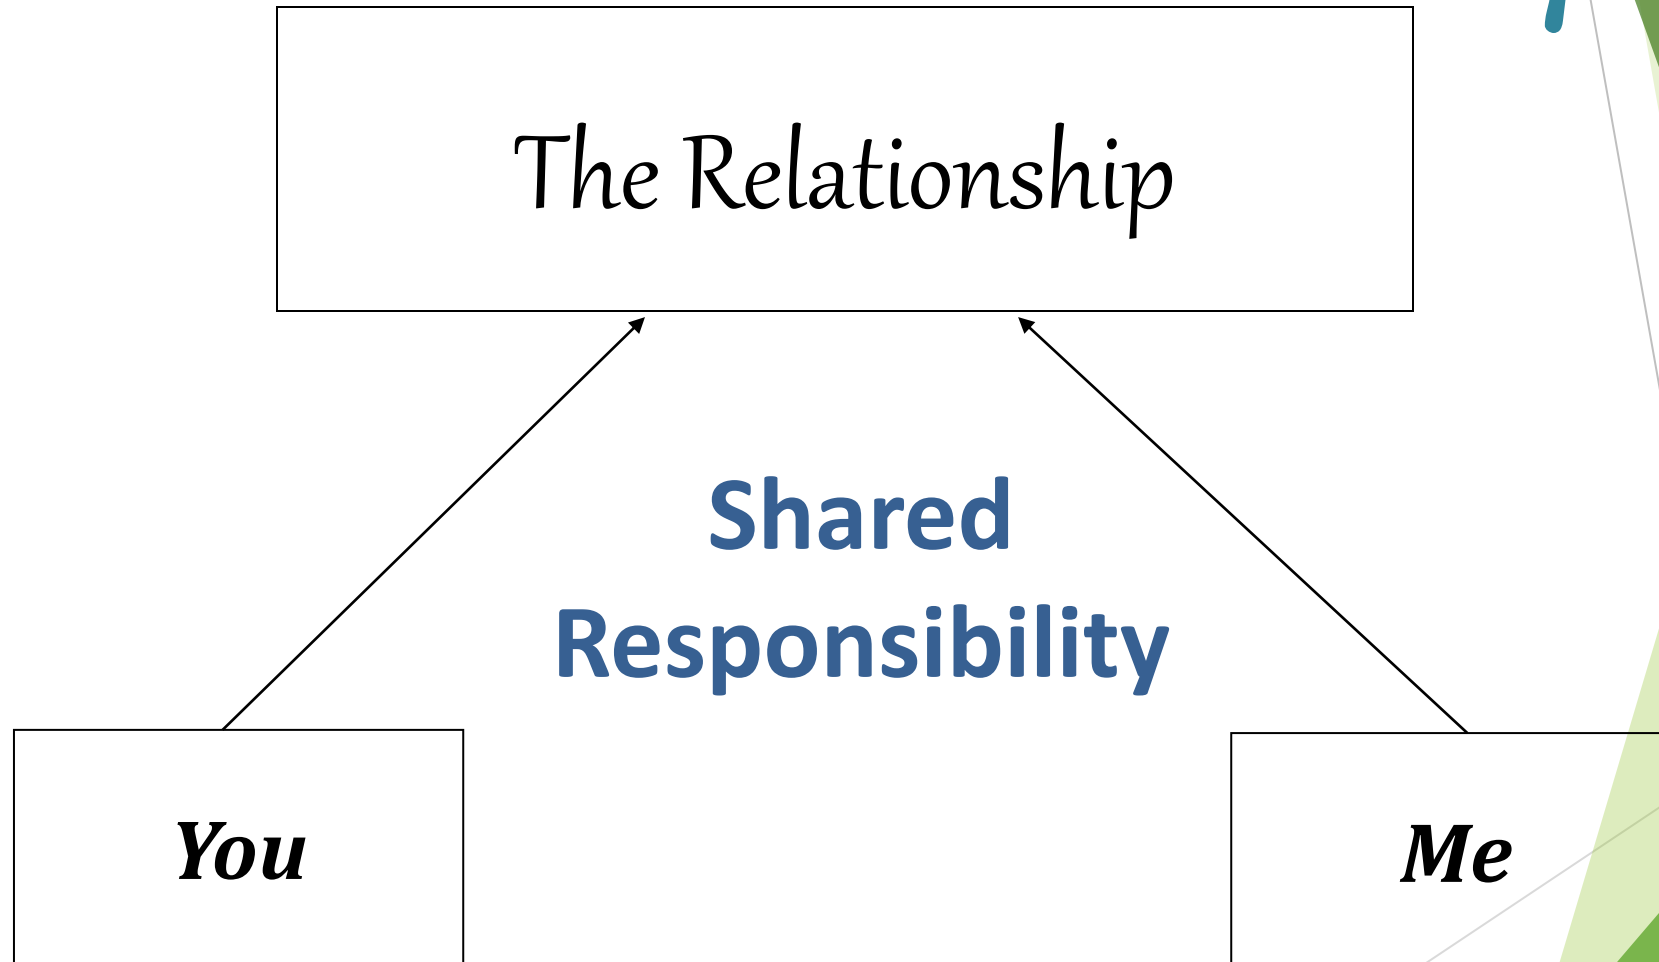 The Relationship
Shared
Responsibility
You
Me